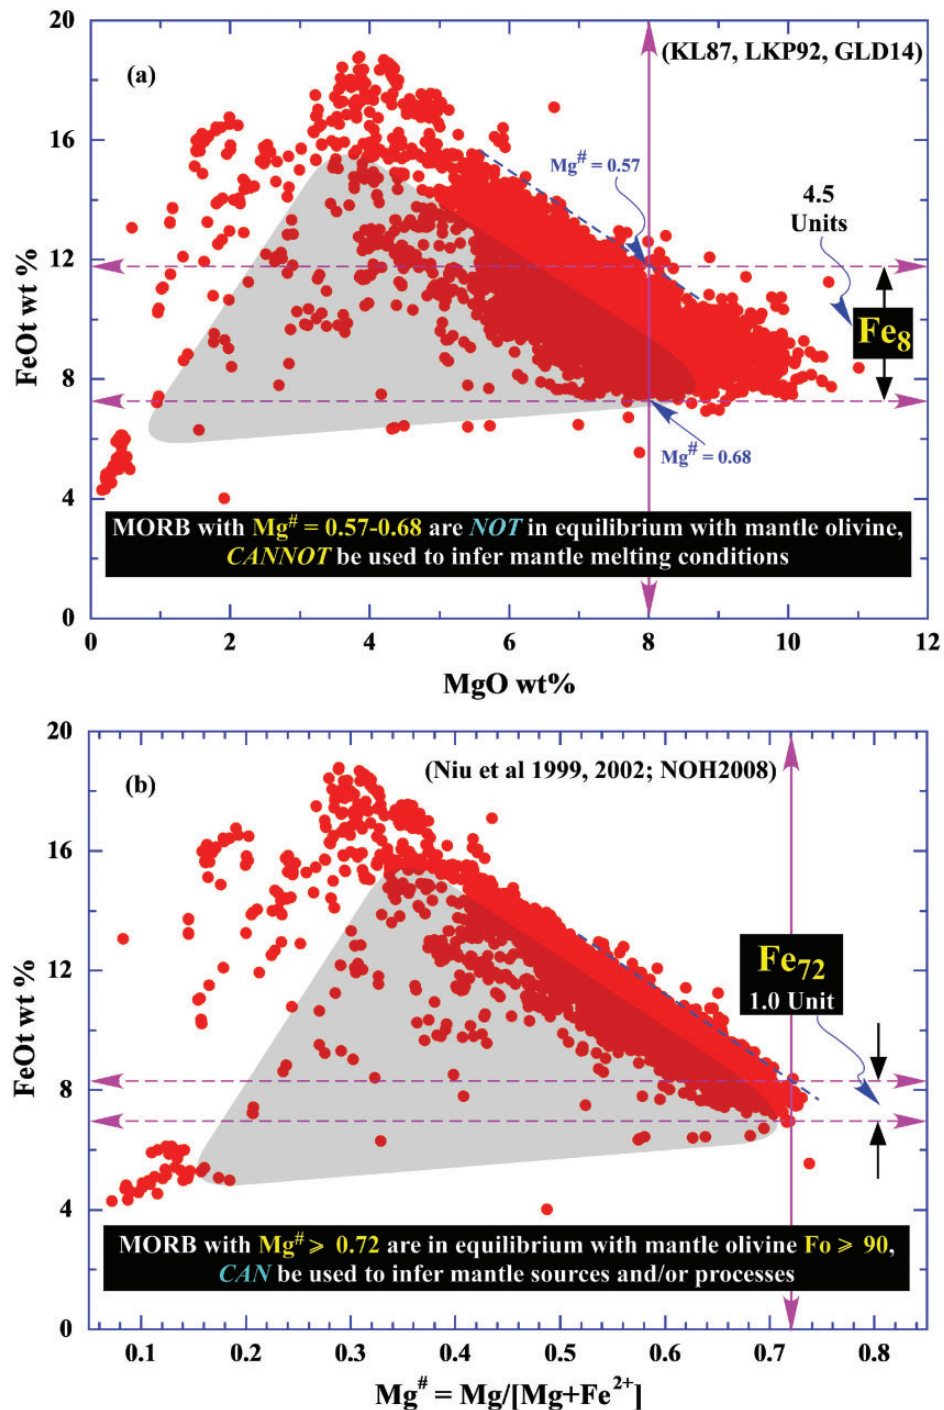 20
(a)
(KL87, LKP92, GLD14)
16
Mg# = 0.57
4.5
Units
12
FeOt wt %
Fe8
8
Mg# = 0.68
4
MORB with Mg# = 0.57-0.68 are NOT in equilibrium with mantle olivine,
CANNOT be used to infer mantle melting conditions
0
0 2 4 6 8 10 12
MgO wt%
20
(b)
(Niu et al 1999, 2002; NOH2008)
16
12
Fe72
1.0 Unit
FeOt wt %
8
4
MORB with Mg# ⩾ 0.72 are in equilibrium with mantle olivine Fo ⩾ 90,
CAN be used to infer mantle sources and/or processes
0
0.1 0.2 0.3 0.4 0.5 0.6 0.7 0.8
Mg# = Mg/[Mg+Fe2+]